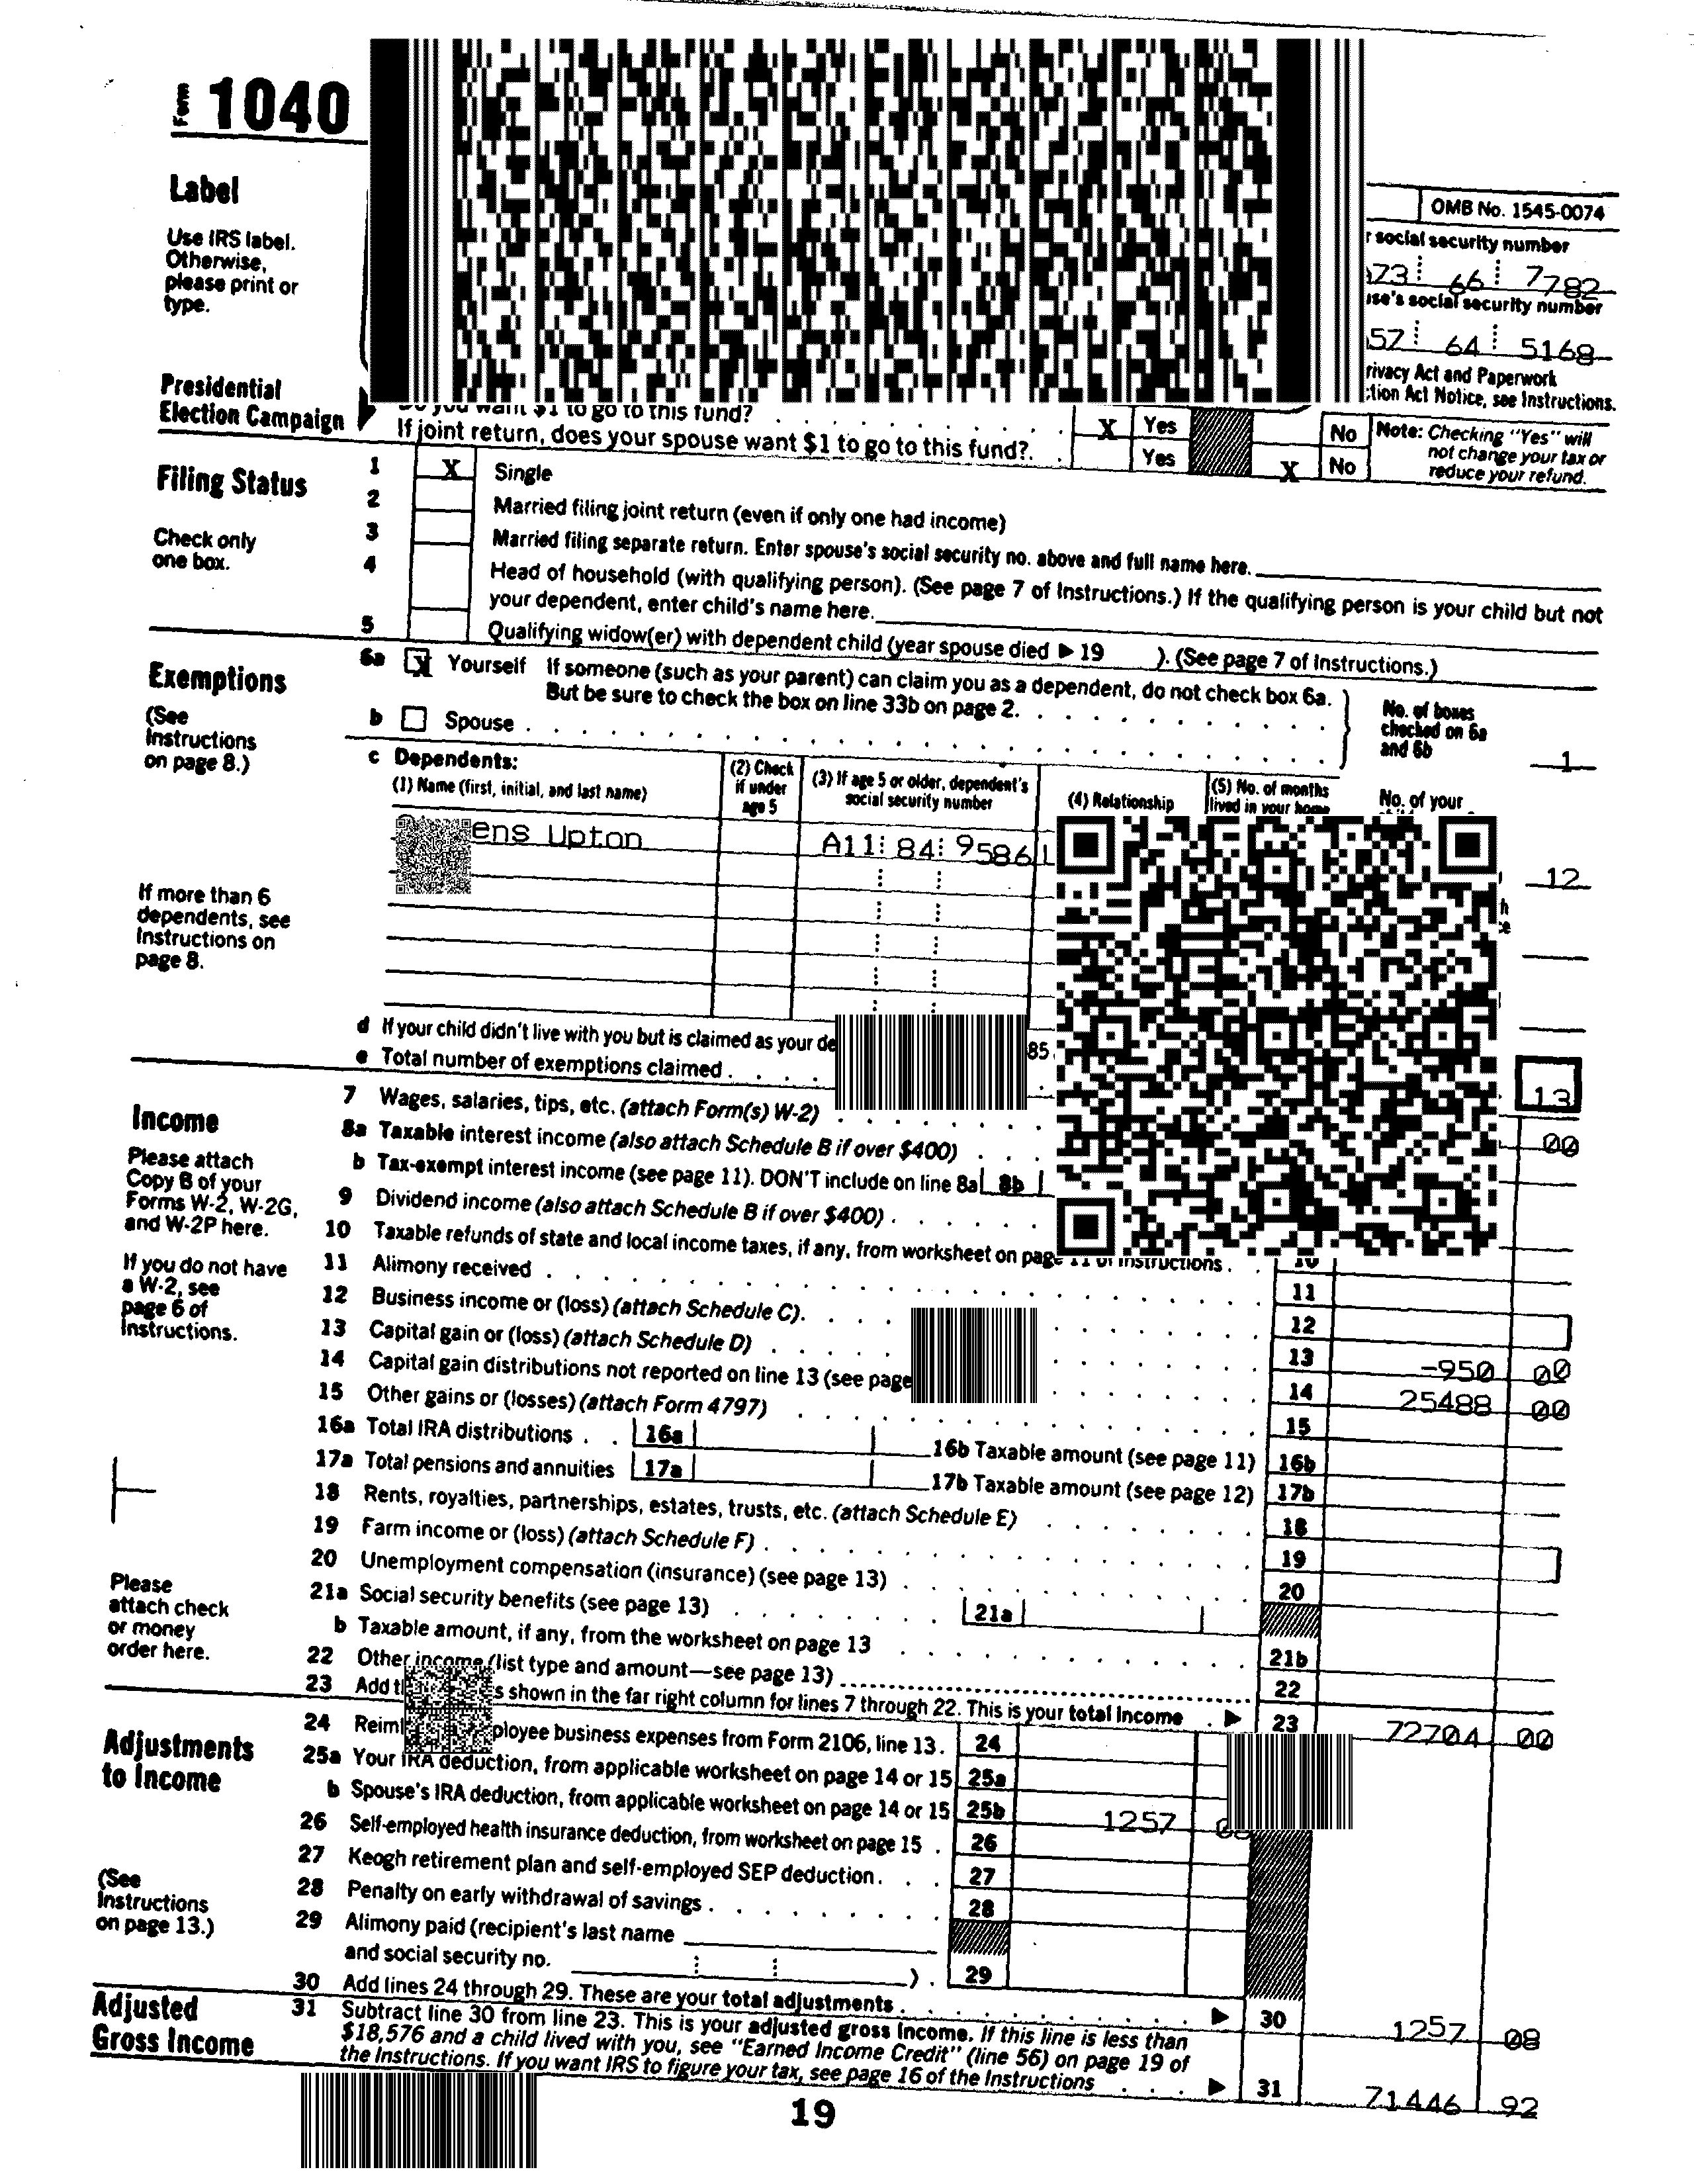 Form 1040
Label
OMB No. 1545-0074
Use IRS label.
Otherwise,
please print or
type.
social security number
66 7782
social security number
64 5168
Act and Paperwork
Act Notice, see Instructions.
Presidential
Election Campaign
you want $1 to go to this fund? X Yes No
If joint return, does your spouse want $1 to go to this fund? Yes X No
Note: Checking "Yes" will
not change your tax or
reduce your refund.
Filing Status
Check only
one box.
1 X Single
2 Married filing joint return (even if only one had income)
3 Married filing separate return. Enter spouse's social security no. above and full name here.
4 Head of household (with qualifying person). (See page 7 of Instructions.) If the qualifying person is your child but not
your dependent, enter child's name here.
5 Qualifying widow(er) with dependent child (year spouse died ▶ 19 ). (See page 7 of Instructions.)
Exemptions
(See
Instructions
on page 8.)
6a X Yourself If someone (such as your parent) can claim you as a dependent, do not check box 6a.
But be sure to check the box on line 33b on page 2.
b Spouse
No. of boxes
checked on 6a
and 6b 1
c Dependents:
(1) Name (first, initial, and last name)
(2) Check
if under
age 5
(3) If age 5 or older, dependent's
social security number
(4) Relationship
(5) No. of months
lived in your home
No. of your
Upton A11 84 9586
12
If more than 6
dependents, see
Instructions on
page 8.
d If your child didn't live with you but is claimed as your
e Total number of exemptions claimed 13
Income
Please attach
Copy B of your
Forms W-2, W-2G,
and W-2P here.
If you do not have
a W-2, see
page 6 of
Instructions.
7 Wages, salaries, tips, etc. (attach Form(s) W-2) 00
8a Taxable interest income (also attach Schedule B if over $400)
b Tax-exempt interest income (see page 11). DON'T include on line 8a 8b
9 Dividend income (also attach Schedule B if over $400)
10 Taxable refunds of state and local income taxes, if any, from worksheet on page 11 of Instructions. 10
11 Alimony received 11
12 Business income or (loss) (attach Schedule C). 12
13 Capital gain or (loss) (attach Schedule D) 13 -950 00
14 Capital gain distributions not reported on line 13 (see page 14 25488 00
15 Other gains or (losses) (attach Form 4797) 15
16a Total IRA distributions 16a 16b Taxable amount (see page 11) 16b
17a Total pensions and annuities 17a 17b Taxable amount (see page 12) 17b
18 Rents, royalties, partnerships, estates, trusts, etc. (attach Schedule E) 18
19 Farm income or (loss) (attach Schedule F) 19
20 Unemployment compensation (insurance) (see page 13) 20
21a Social security benefits (see page 13) 21a
b Taxable amount, if any, from the worksheet on page 13 21b
22 Other income (list type and amount—see page 13) 22
23 Add shown in the far right column for lines 7 through 22. This is your total income ▶ 23 72704 00
Please
attach check
or money
order here.
Adjustments
to Income
(See
Instructions
on page 13.)
24 business expenses from Form 2106, line 13. 24
25a Your IRA deduction, from applicable worksheet on page 14 or 15 25a
b Spouse's IRA deduction, from applicable worksheet on page 14 or 15 25b 1257
26 Self-employed health insurance deduction, from worksheet on page 15 26
27 Keogh retirement plan and self-employed SEP deduction. 27
28 Penalty on early withdrawal of savings 28
29 Alimony paid (recipient's last name
and social security no. ) 29
30 Add lines 24 through 29. These are your total adjustments ▶ 30 1257 08
Adjusted
Gross Income
31 Subtract line 30 from line 23. This is your adjusted gross income. If this line is less than
$18,576 and a child lived with you, see "Earned Income Credit" (line 56) on page 19 of
the Instructions. If you want IRS to figure your tax, see page 16 of the Instructions ▶ 31 71446 92
19